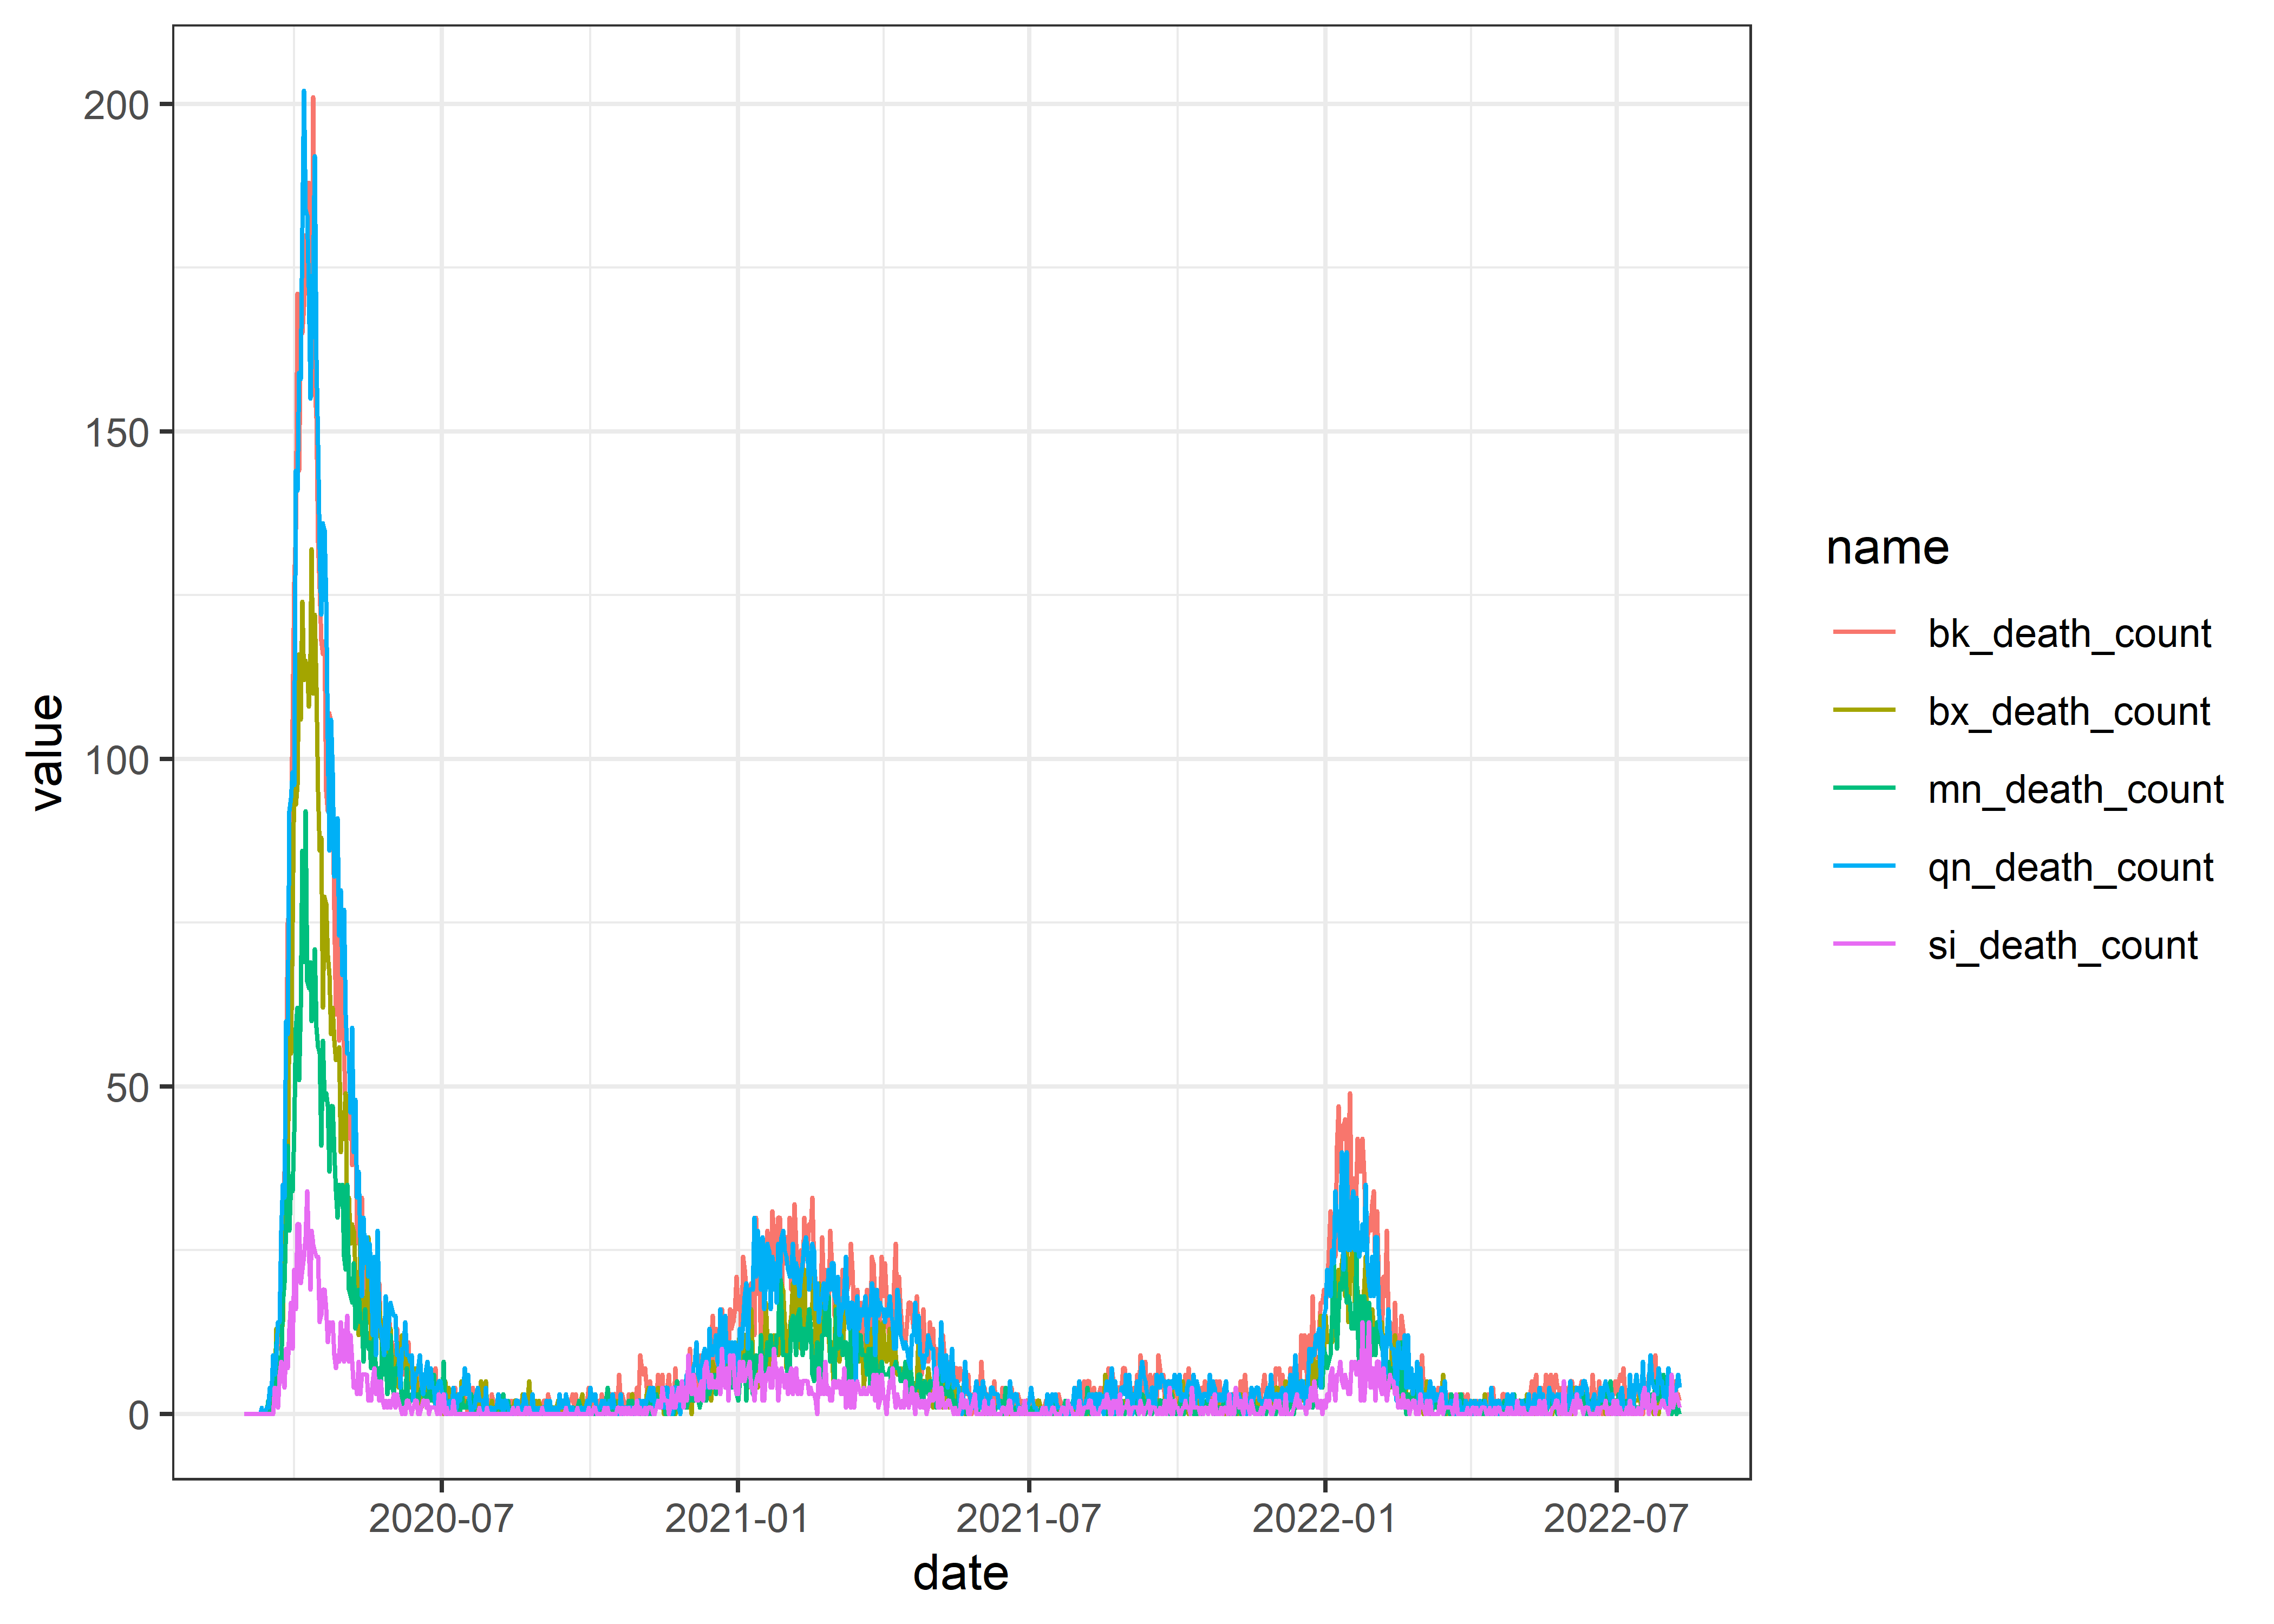 200
150
100
50
0
value
2020-07
2021-01
2021-07
2022-01
2022-07
date
name
bk_death_count
bx_death_count
mn_death_count
qn_death_count
si_death_count